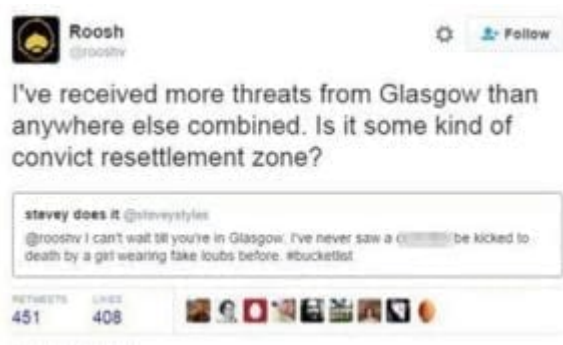 Roosh
@rooshv
Follow
I've received more threats from Glasgow than
anywhere else combined. Is it some kind of
convict resettlement zone?
stevey does it @steveystyles
@rooshv I can't wait till you're in Glasgow. I've never saw a be kicked to
death by a girl wearing fake loubs before. #bucketlist
RETWEETS LIKES
451 408